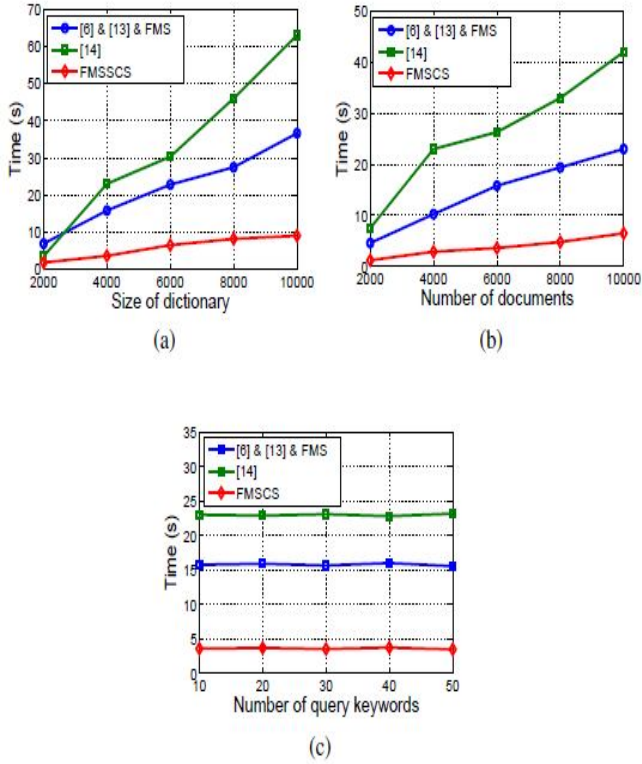 [6] & [13] & FMS
[14]
FMSSCS
Time (s)
70
60
50
40
30
20
10
0
2000 4000 6000 8000 10000
Size of dictionary
(a)
[6] & [13] & FMS
[14]
FMSCS
Time (s)
50
40
30
20
10
0
2000 4000 6000 8000 10000
Number of documents
(b)
[6] & [13] & FMS
[14]
FMSCS
Time (s)
35
30
25
20
15
10
5
0
10 20 30 40 50
Number of query keywords
(c)